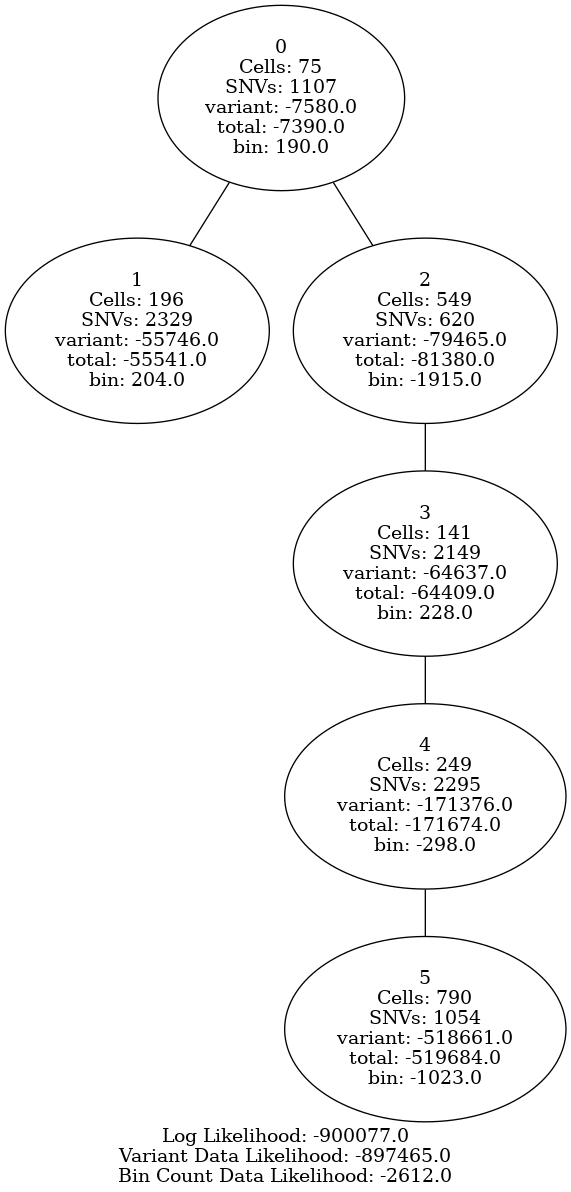 0
Cells: 75
SNVs: 1107
variant: -7580.0
total: -7390.0
bin: 190.0
1
Cells: 196
SNVs: 2329
variant: -55746.0
total: -55541.0
bin: 204.0
2
Cells: 549
SNVs: 620
variant: -79465.0
total: -81380.0
bin: -1915.0
3
Cells: 141
SNVs: 2149
variant: -64637.0
total: -64409.0
bin: 228.0
4
Cells: 249
SNVs: 2295
variant: -171376.0
total: -171674.0
bin: -298.0
5
Cells: 790
SNVs: 1054
variant: -518661.0
total: -519684.0
bin: -1023.0
Log Likelihood: -900077.0
Variant Data Likelihood: -897465.0
Bin Count Data Likelihood: -2612.0